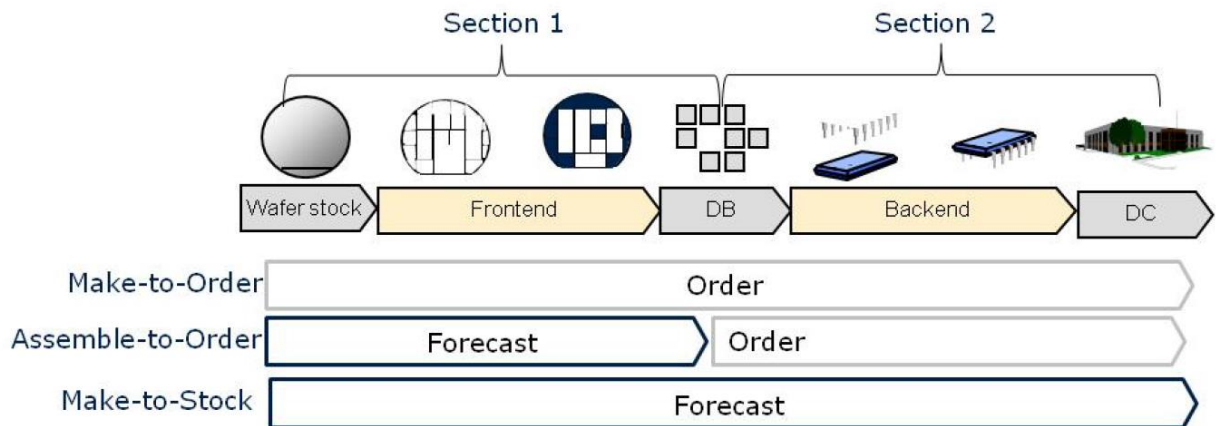 Section 1 Section 2
Wafer stock Frontend DB Backend DC
Make-to-Order Order
Assemble-to-Order Forecast Order
Make-to-Stock Forecast